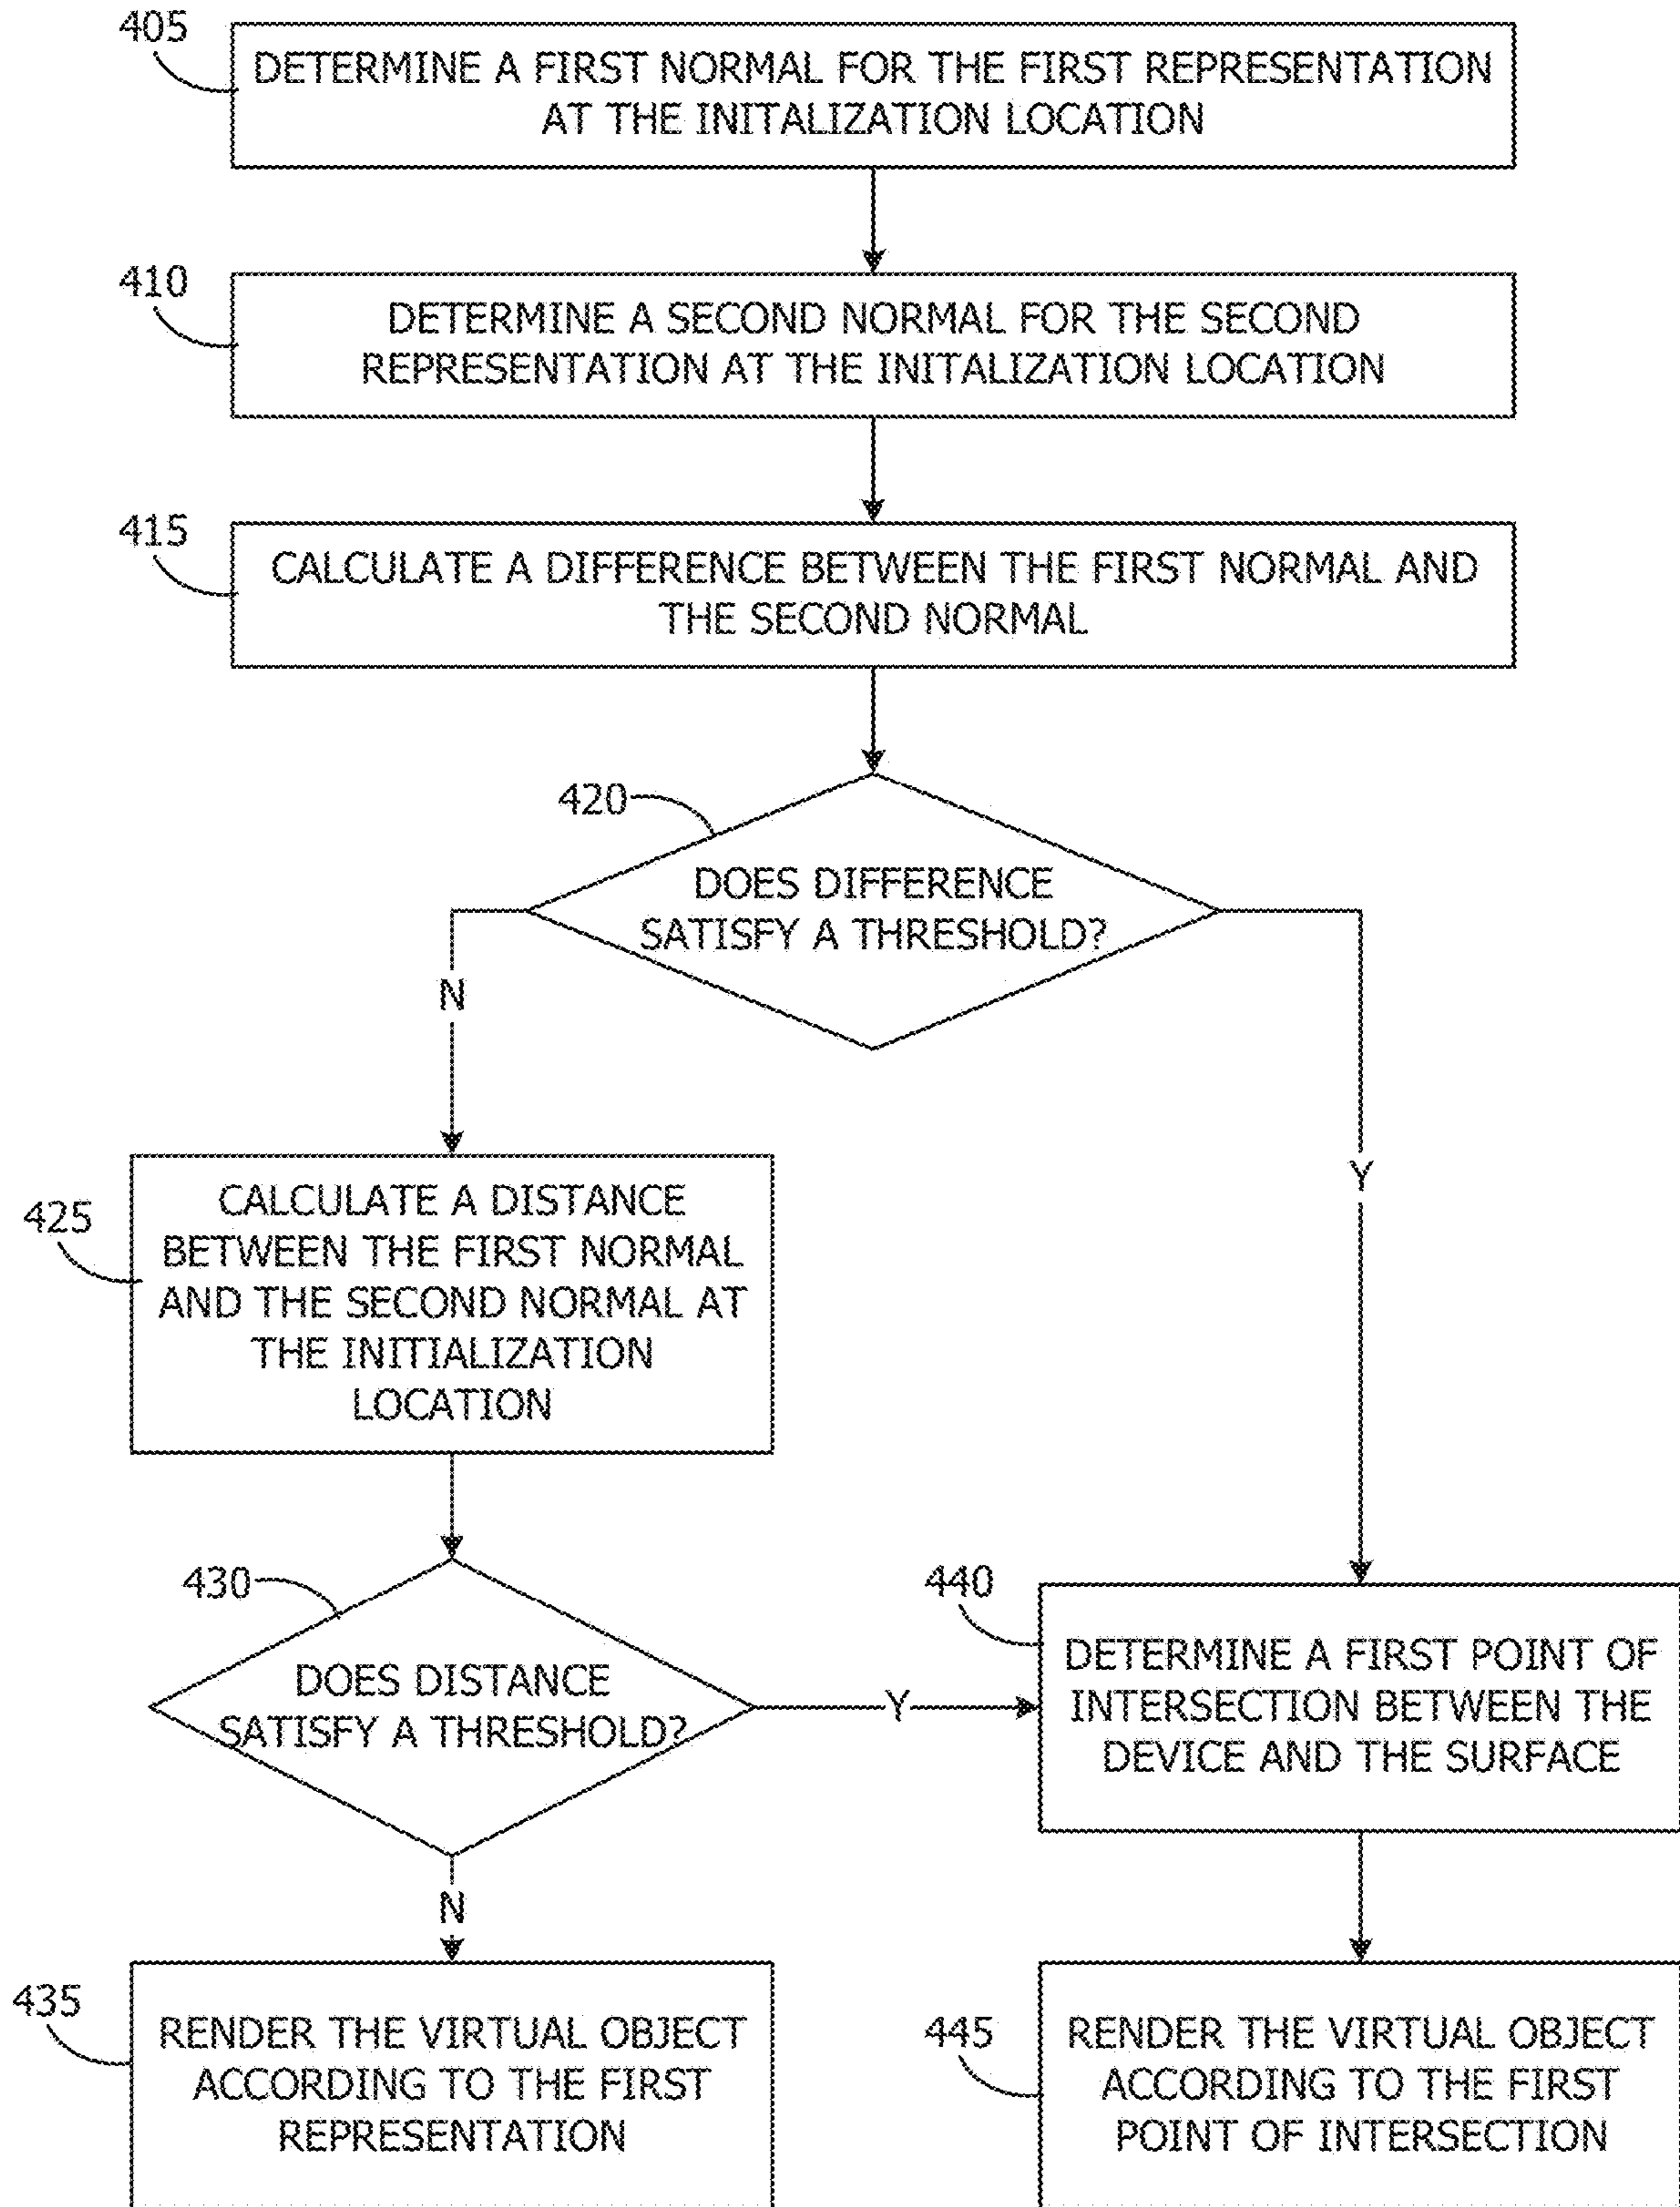 405
DETERMINE A FIRST NORMAL FOR THE FIRST REPRESENTATION
AT THE INITALIZATION LOCATION
410
DETERMINE A SECOND NORMAL FOR THE SECOND
REPRESENTATION AT THE INITALIZATION LOCATION
415
CALCULATE A DIFFERENCE BETWEEN THE FIRST NORMAL AND
THE SECOND NORMAL
420
DOES DIFFERENCE
SATISFY A THRESHOLD?
N
Y
425
CALCULATE A DISTANCE
BETWEEN THE FIRST NORMAL
AND THE SECOND NORMAL AT
THE INITIALIZATION
LOCATION
430
DOES DISTANCE
SATISFY A THRESHOLD?
Y
N
440
DETERMINE A FIRST POINT OF
INTERSECTION BETWEEN THE
DEVICE AND THE SURFACE
435
RENDER THE VIRTUAL OBJECT
ACCORDING TO THE FIRST
REPRESENTATION
445
RENDER THE VIRTUAL OBJECT
ACCORDING TO THE FIRST
POINT OF INTERSECTION